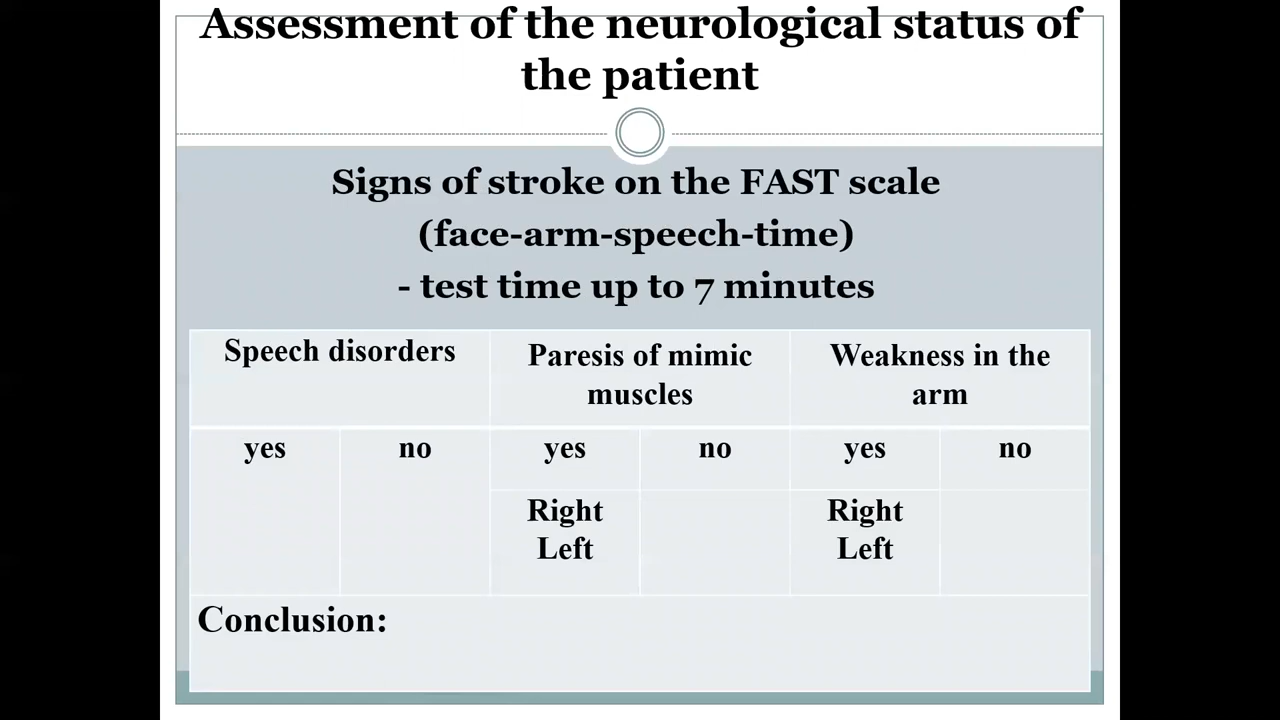 Assessment of the neurological status of
the patient
Signs of stroke on the FAST scale
(face-arm-speech-time)
- test time up to 7 minutes
Speech disorders
Paresis of mimic
muscles
Weakness in the
arm
yes
no
yes
no
yes
no
Right
Left
Right
Left
Conclusion: